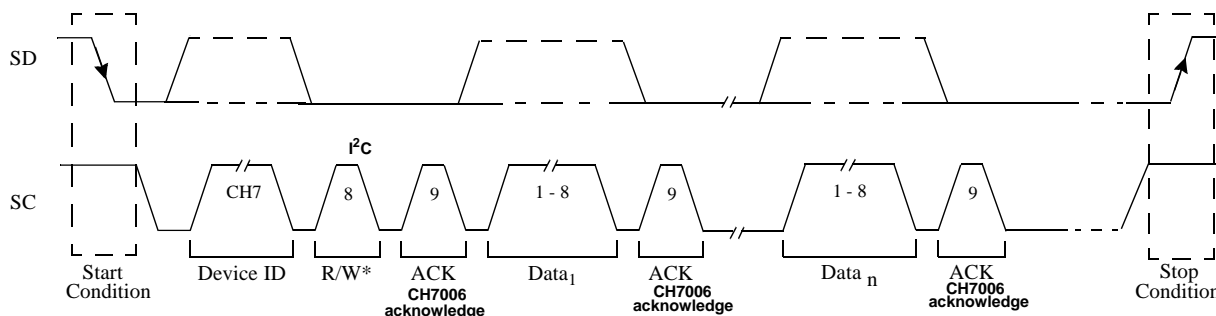 SD
I²C
SC
CH7
8
9
1 - 8
9
1 - 8
9
Start
Condition
Device ID
R/W*
ACK
CH7006
acknowledge
Data₁
ACK
CH7006
acknowledge
Data n
ACK
CH7006
acknowledge
Stop
Condition